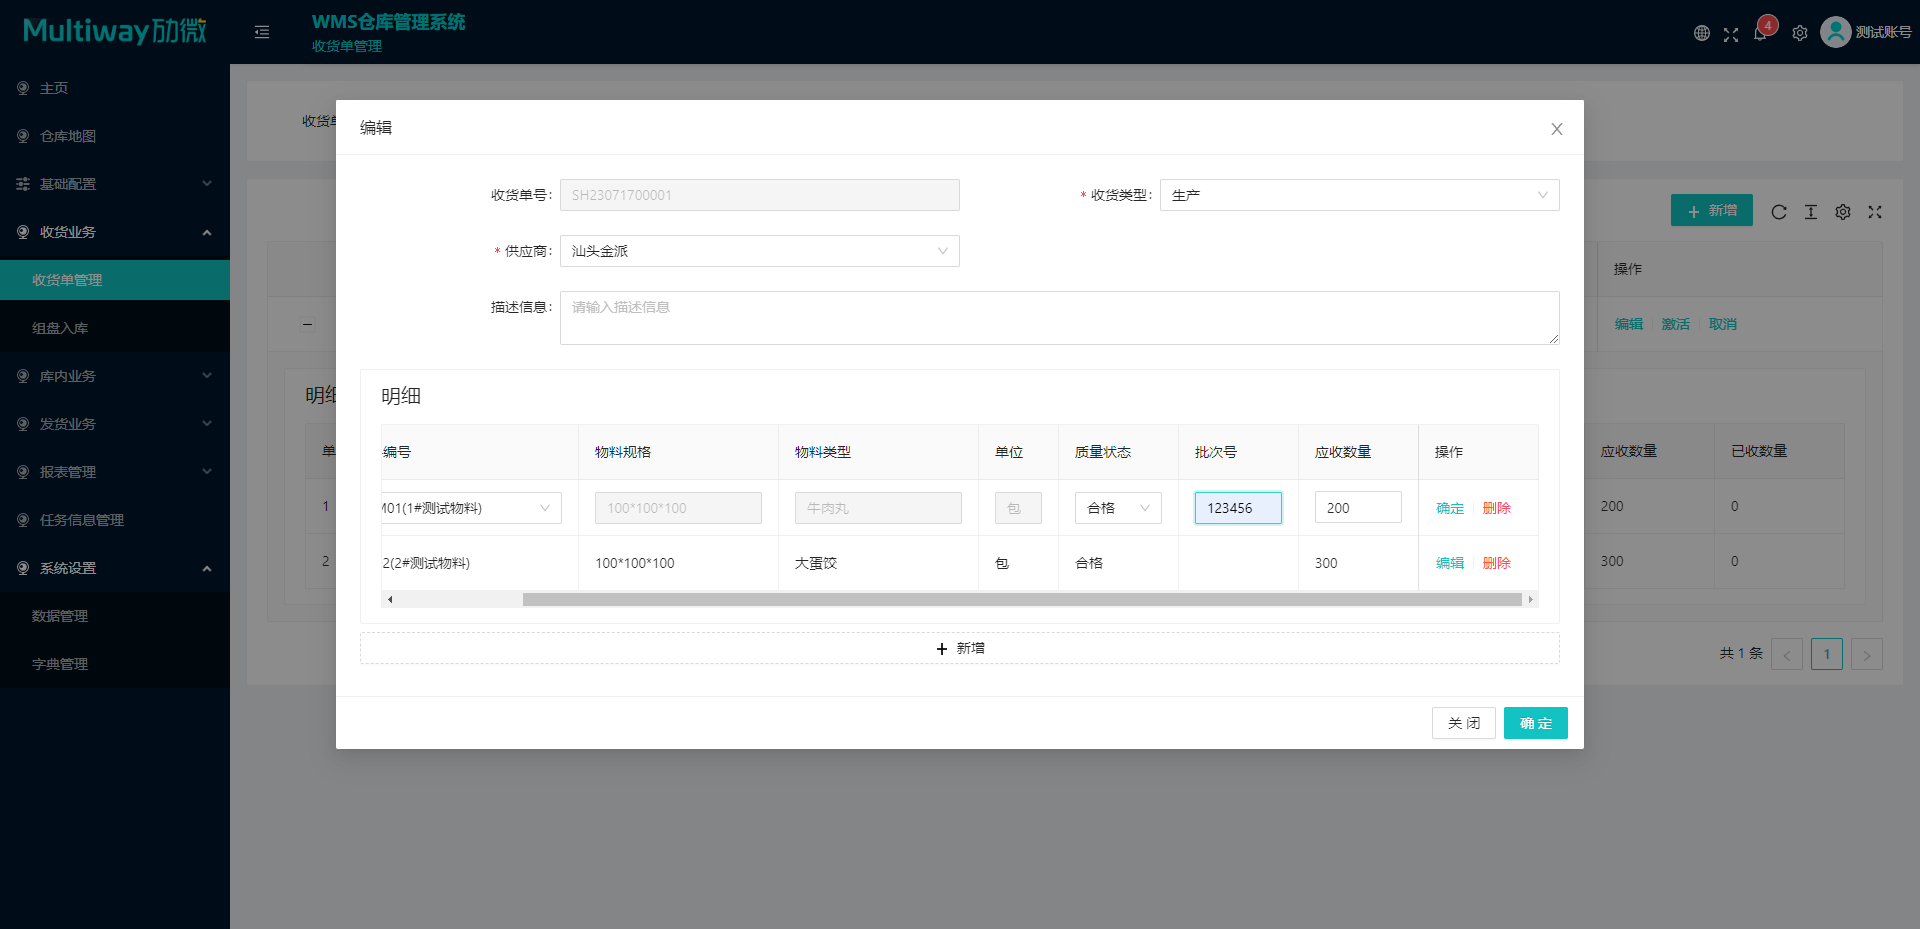 Multiway劢微
WMS仓库管理系统
收货单管理
4
测试账号
主页
仓库地图
基础配置
收货业务
收货单管理
组盘入库
库内业务
发货业务
报表管理
任务信息管理
系统设置
数据管理
字典管理
收货单
新增
操作
编辑 激活 取消
明细
单 应收数量 已收数量
1 200 0
2 300 0
共 1 条 < 1 >
编辑
收货单号: SH23071700001
* 收货类型: 生产
* 供应商: 汕头金派
描述信息: 请输入描述信息
明细
编号 物料规格 物料类型 单位 质量状态 批次号 应收数量 操作
M01(1#测试物料) 100*100*100 牛肉丸 包 合格 123456 200 确定 删除
2(2#测试物料) 100*100*100 大蛋饺 包 合格 300 编辑 删除
新增
关 闭 确 定